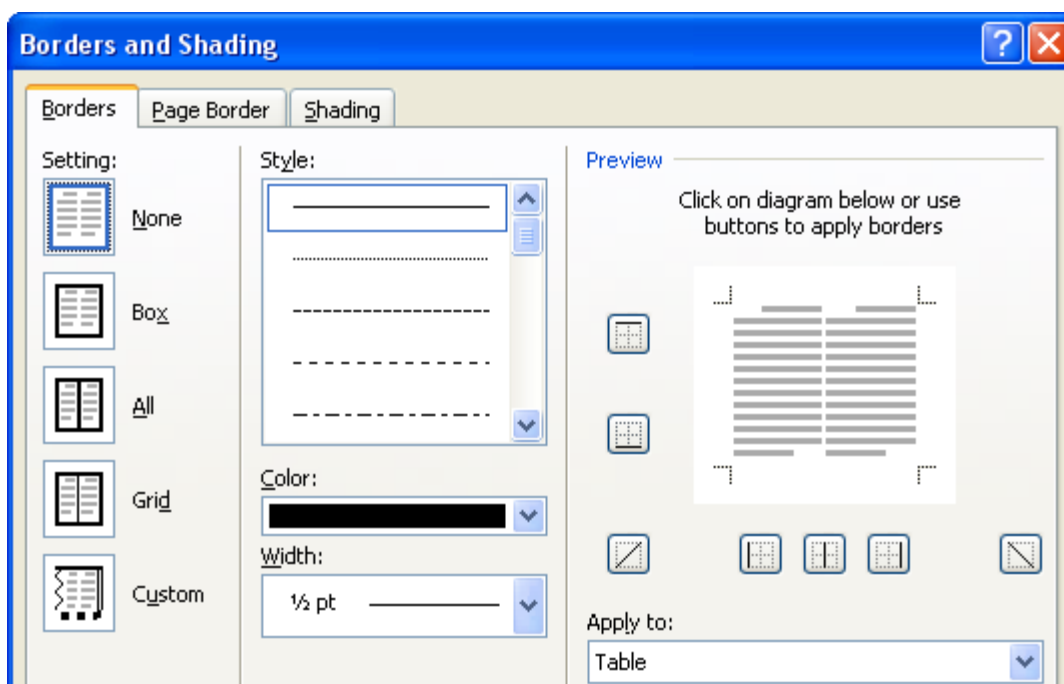 Borders and Shading
Borders Page Border Shading
Setting:
None
Box
All
Grid
Custom
Style:
Color:
Width:
½ pt
Preview
Click on diagram below or use
buttons to apply borders
Apply to:
Table